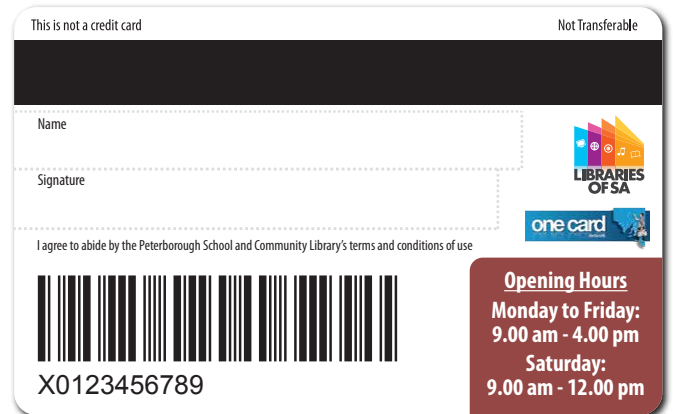 This is not a credit card
Not Transferable
Name
LIBRARIES
OF SA
Signature
one card
I agree to abide by the Peterborough School and Community Library's terms and conditions of use
Opening Hours
Monday to Friday:
9.00 am - 4.00 pm
Saturday:
9.00 am - 12.00 pm
X0123456789